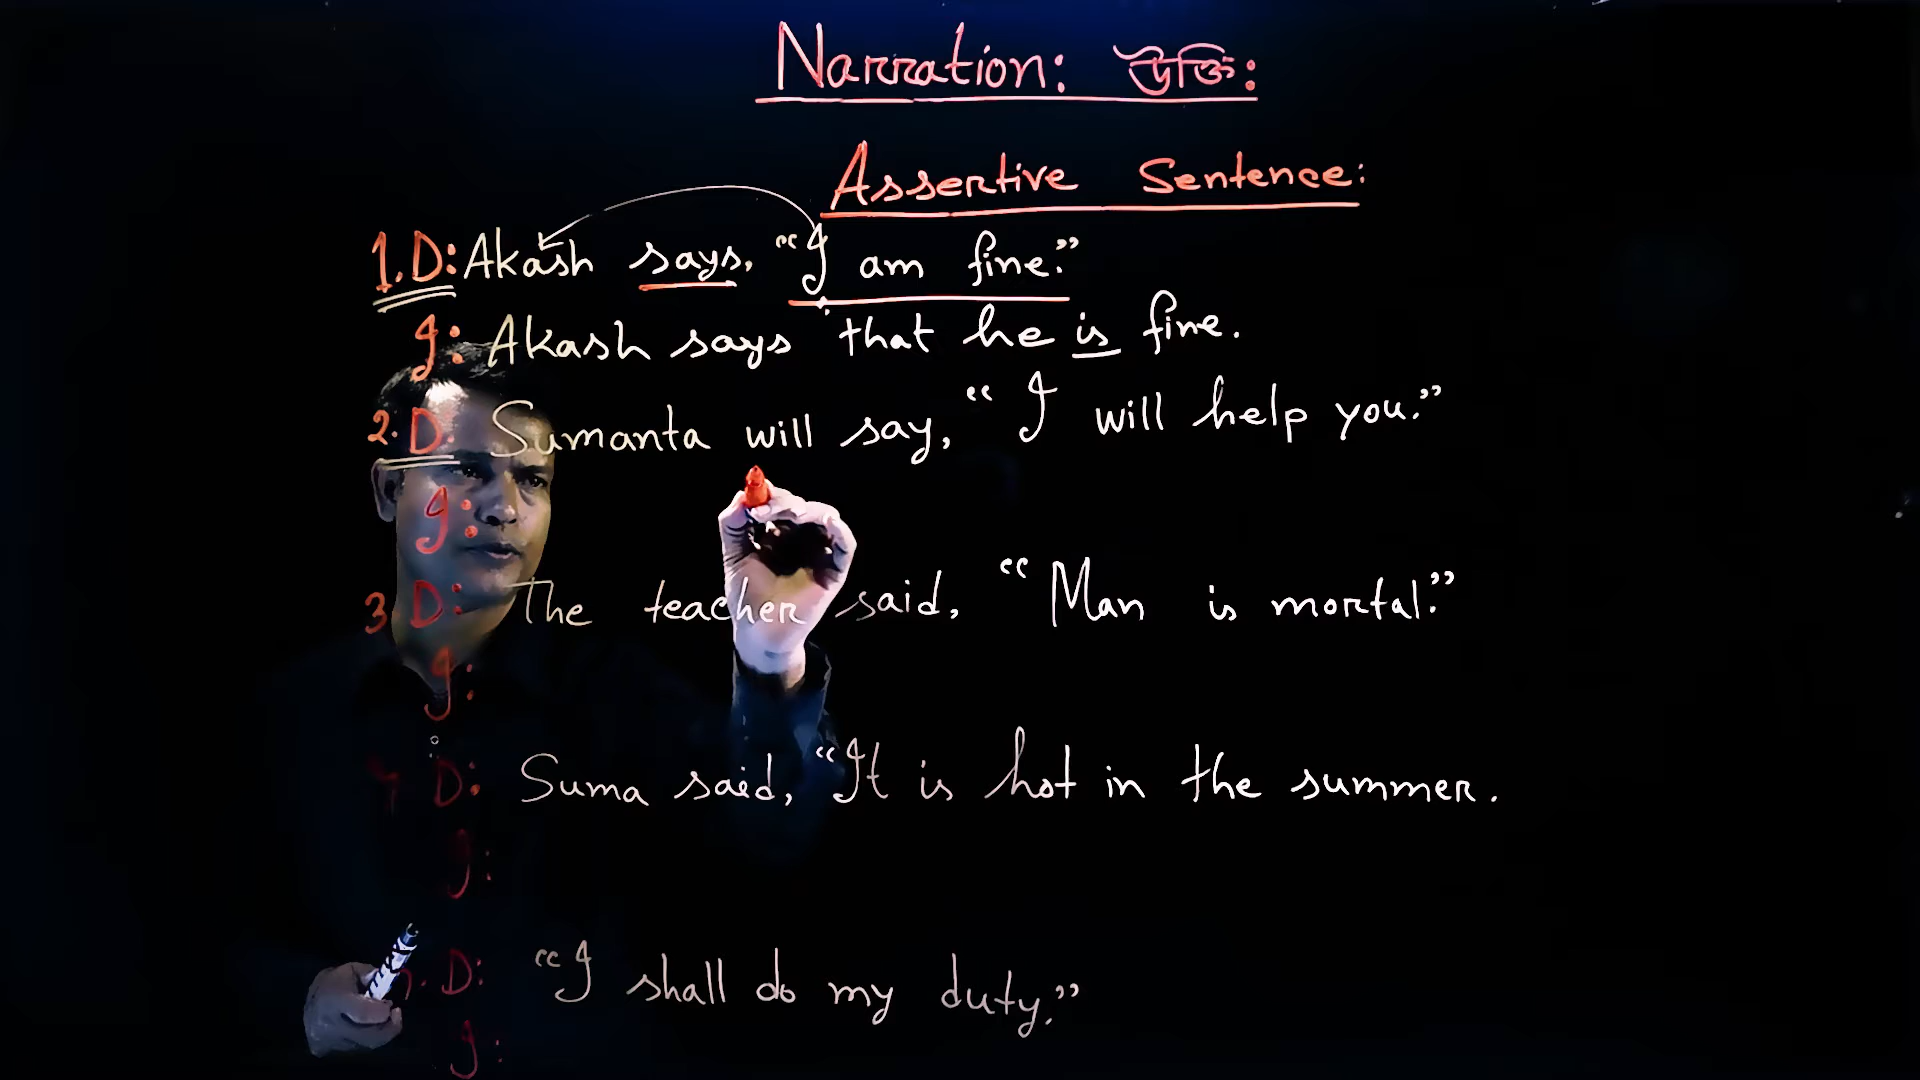 Narration: উক্তি:
Assertive Sentence:
1.D: Akash says, "I am fine."
I: Akash says that he is fine.
2.D: Sumanta will say, "I will help you."
I:
3 D: The teacher said, "Man is mortal."
I:
4 D: Suma said, "It is hot in the summer.
I:
D: "I shall do my duty."
I: